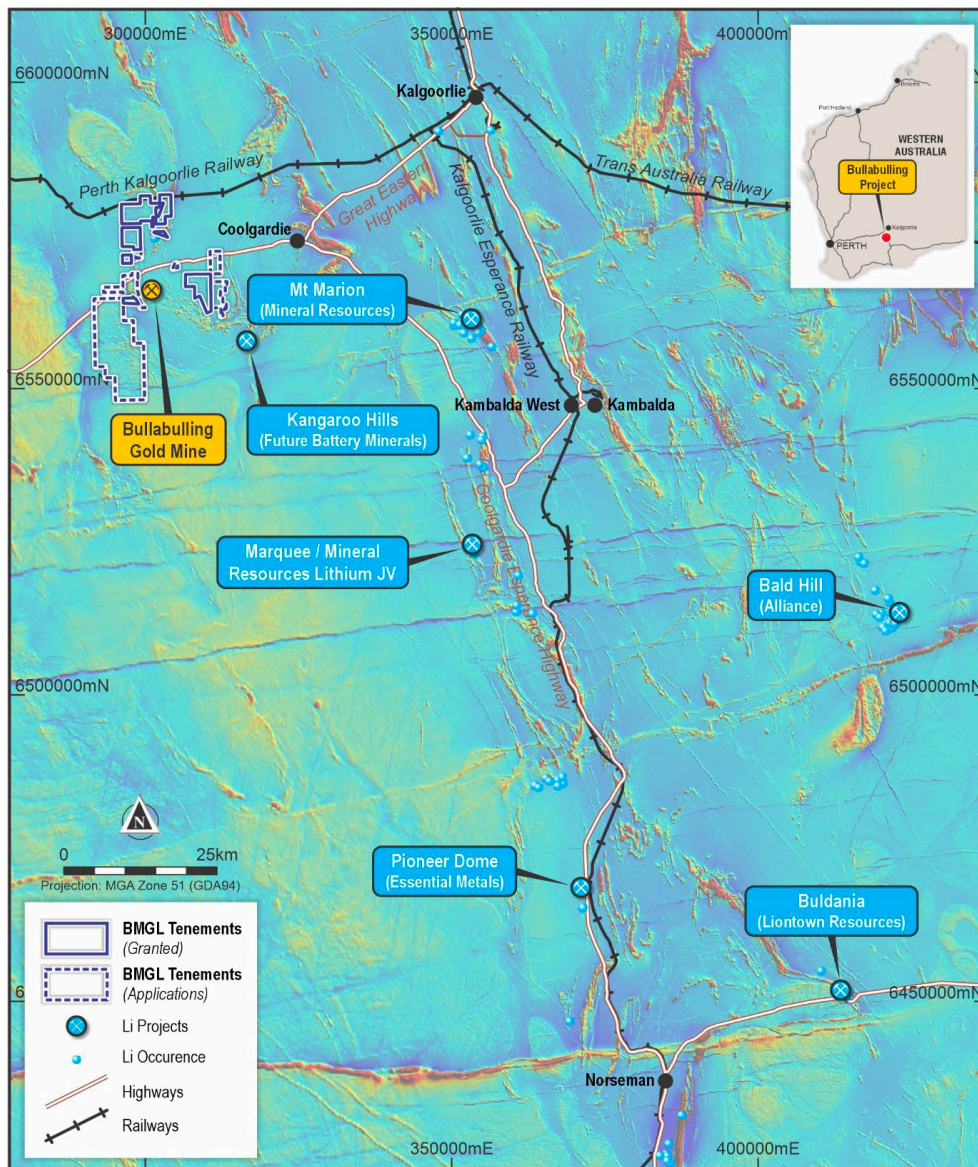 300000mE
350000mE
400000mE
6600000mN
Kalgoorlie
Perth Kalgoorlie Railway
Great Eastern
Highway
Kalgoorlie Esperance Railway
Trans Australia Railway
Coolgardie
Broome
Port Hedland
WESTERN
AUSTRALIA
Bullabulling
Project
Kalgoorlie
PERTH
Mt Marion
(Mineral Resources)
6550000mN
6550000mN
Kambalda West
Kambalda
Bullabulling
Gold Mine
Kangaroo Hills
(Future Battery Minerals)
Coolgardie Esperance Highway
Marquee / Mineral
Resources Lithium JV
Bald Hill
(Alliance)
6500000mN
6500000mN
N
0
25km
Projection: MGA Zone 51 (GDA94)
Pioneer Dome
(Essential Metals)
Buldania
(Liontown Resources)
BMGL Tenements
(Granted)
BMGL Tenements
(Applications)
Li Projects
Li Occurence
Highways
Railways
6450000mN
Norseman
350000mE
400000mE